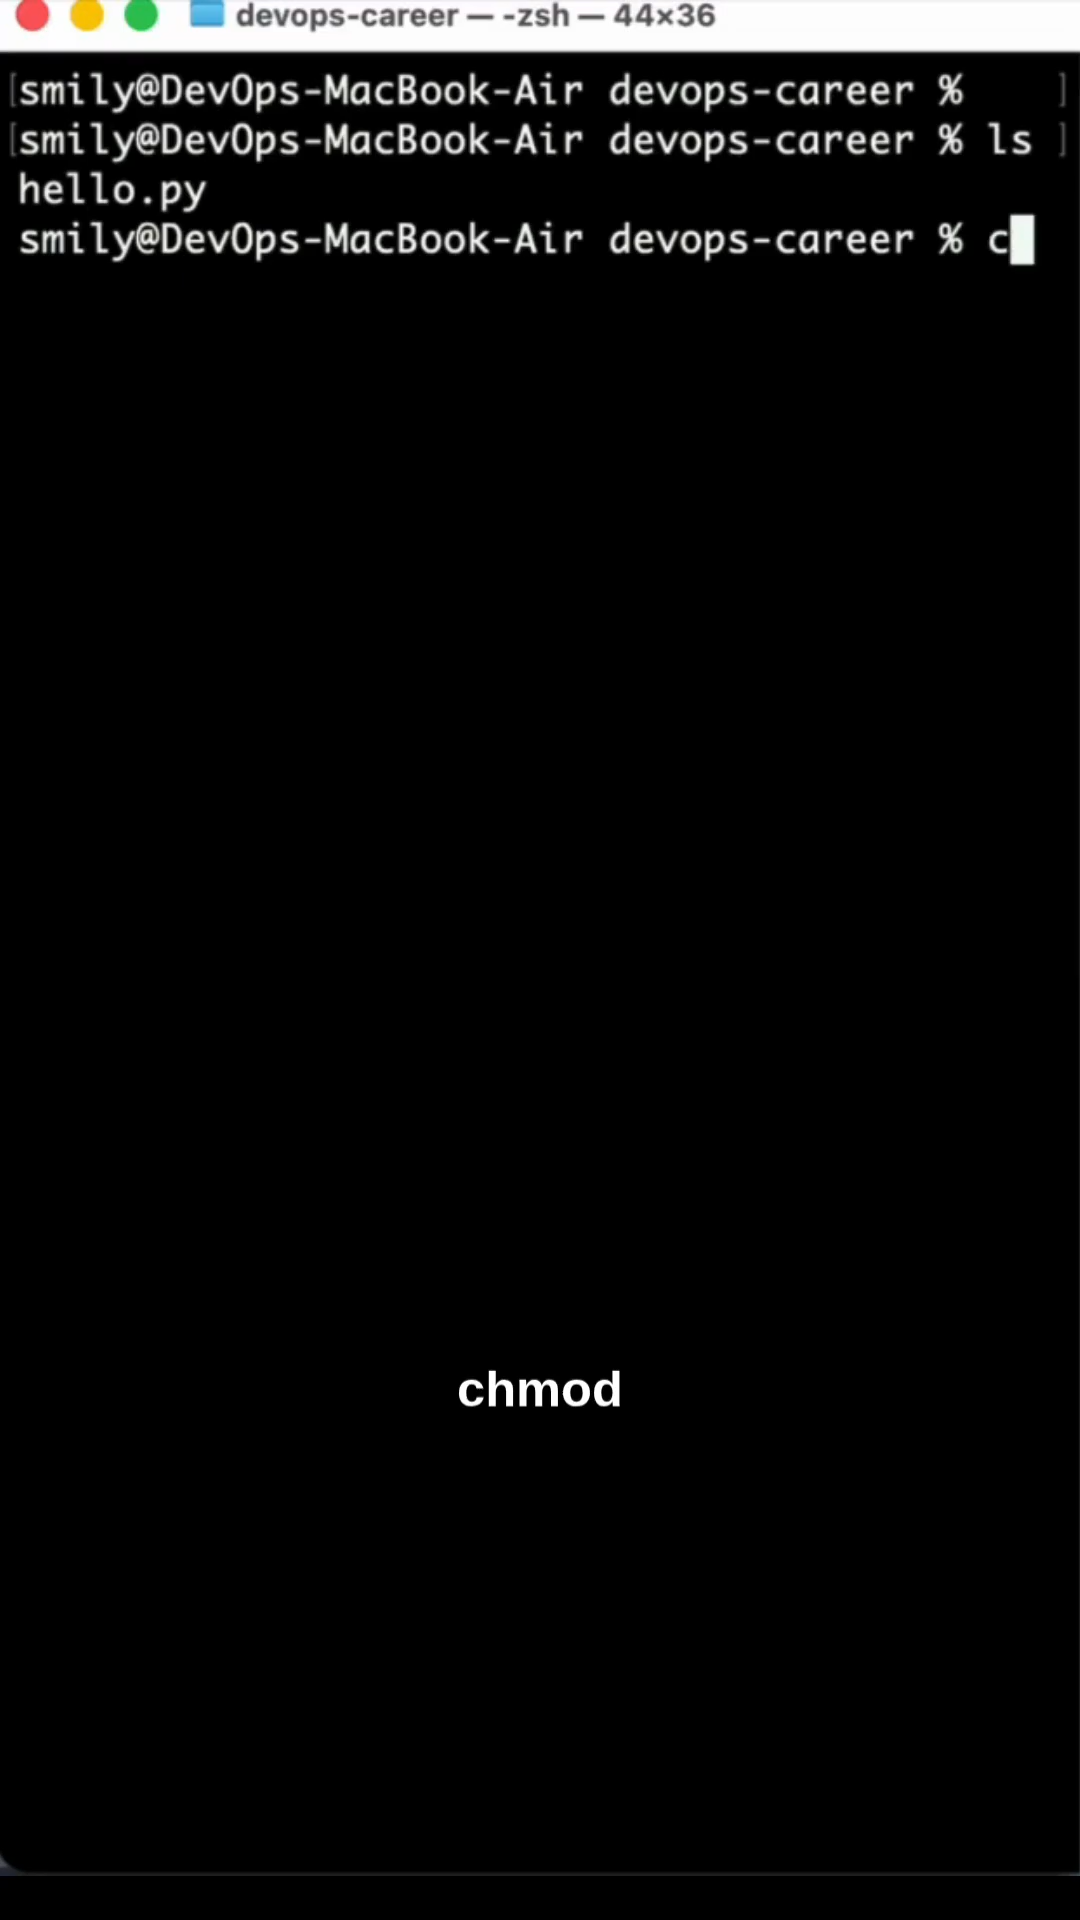 devops-career — -zsh — 44×36
[smily@DevOps-MacBook-Air devops-career % ]
[smily@DevOps-MacBook-Air devops-career % ls ]
hello.py
smily@DevOps-MacBook-Air devops-career % c
chmod